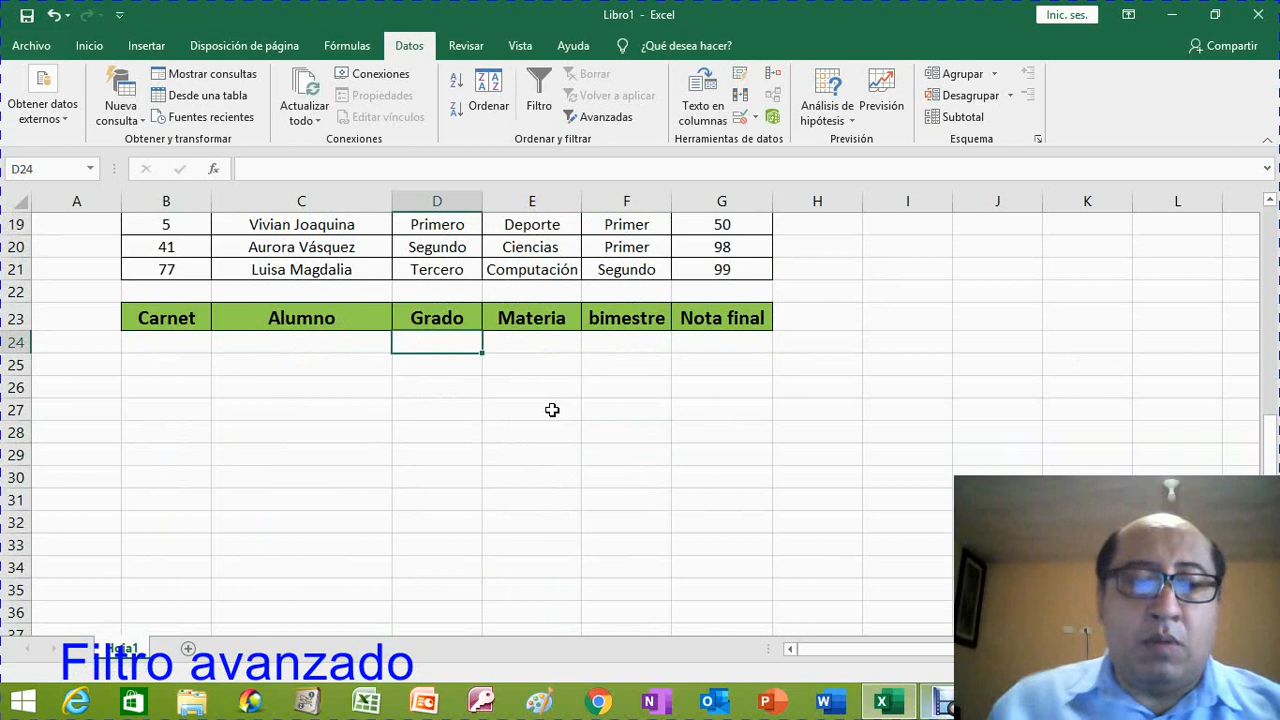 Libro1 - Excel
Inic. ses.
Archivo Inicio Insertar Disposición de página Fórmulas Datos Revisar Vista Ayuda ¿Qué desea hacer? Compartir
Obtener datos externos
Nueva consulta
Mostrar consultas
Desde una tabla
Fuentes recientes
Obtener y transformar
Actualizar todo
Conexiones
Propiedades
Editar vínculos
Conexiones
Ordenar
Filtro
Borrar
Volver a aplicar
Avanzadas
Ordenar y filtrar
Texto en columnas
Herramientas de datos
Análisis de hipótesis
Previsión
Previsión
Agrupar
Desagrupar
Subtotal
Esquema
D24 fx
A B C D E F G H I J K L
19 5 Vivian Joaquina Primero Deporte Primer 50
20 41 Aurora Vásquez Segundo Ciencias Primer 98
21 77 Luisa Magdalia Tercero Computación Segundo 99
22
23 Carnet Alumno Grado Materia bimestre Nota final
24
25
26
27
28
29
30
31
32
33
34
35
36
37
Hoja1
Filtro avanzado